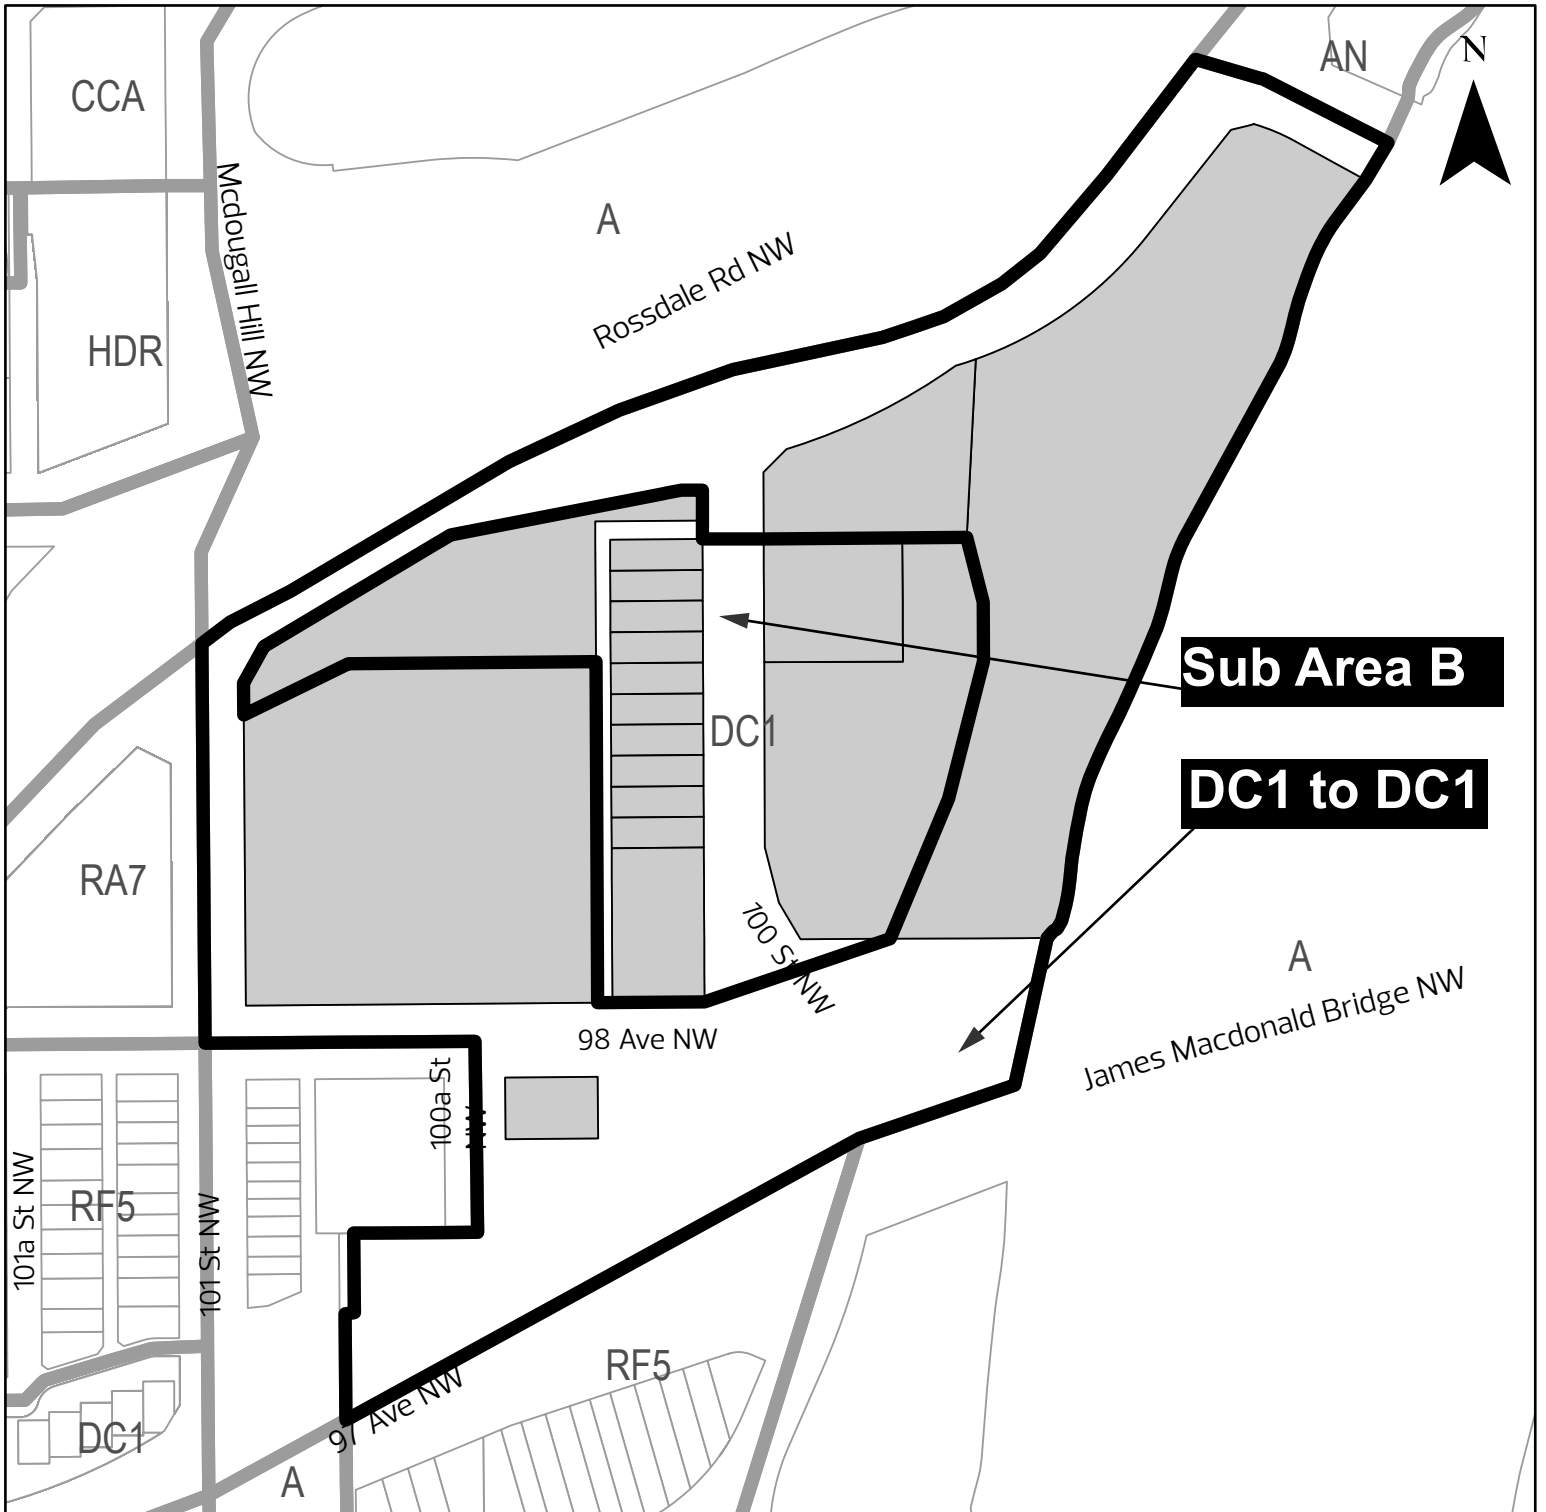 AN
N
CCA
A
Mcdougall Hill NW
Rossdale Rd NW
HDR
Sub Area B
DC1
DC1 to DC1
RA7
100 St NW
A
James Macdonald Bridge NW
98 Ave NW
100a St
NW
101a St NW
RF5
101 St NW
RF5
97 Ave NW
DC1
A